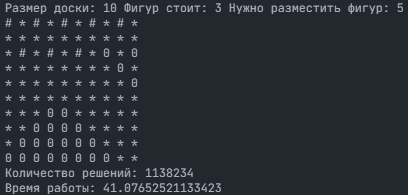 Размер доски: 10 Фигур стоит: 3 Нужно разместить фигур: 5
# * # * # * # * # *
* * * * * * * * * *
* # * # * # * 0 * 0
* * * * * * * * 0 *
* * * * * * * * * 0
* * * * * * * * * *
* * * 0 0 * * * * *
* * 0 0 0 0 * * * *
* 0 0 0 0 0 0 * * *
0 0 0 0 0 0 0 0 * *
Количество решений: 1138234
Время работы: 41.07652521133423